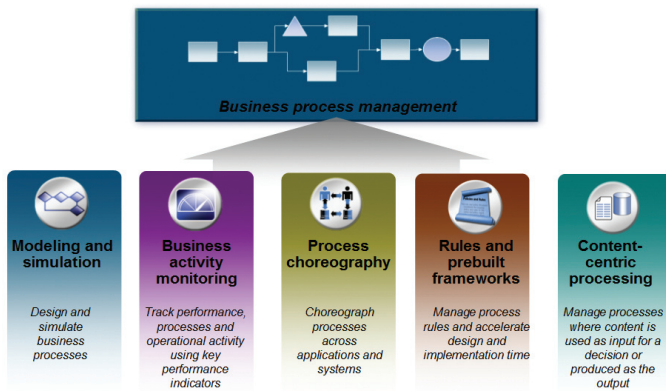 Business process management
Modeling and
simulation
Design and
simulate
business
processes
Business
activity
monitoring
Track performance,
processes and
operational activity
using key
performance
indicators
Process
choreography
Choreograph
processes
across
applications and
systems
Rules and
prebuilt
frameworks
Manage process
rules and accelerate
design and
implementation time
Content-
centric
processing
Manage processes
where content is
used as input for a
decision or
produced as the
output